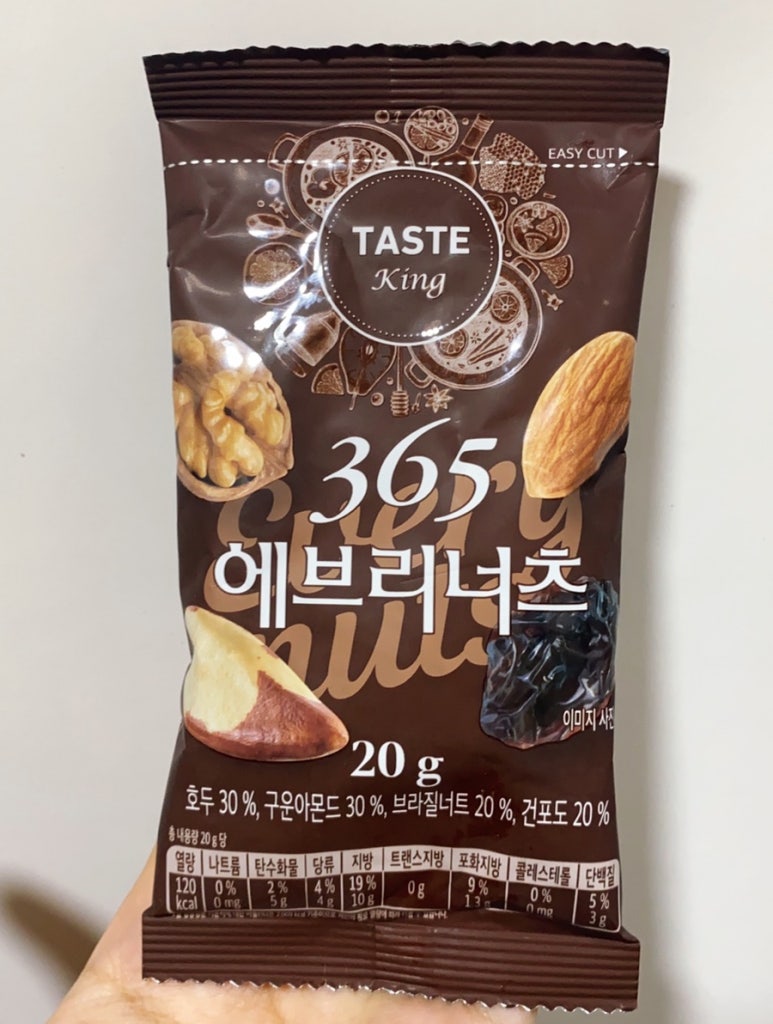 EASY CUT ▶
TASTE
King
365
Every
에브리너츠
nuts
이미지 사진
20 g
호두 30 %, 구운아몬드 30 %, 브라질너트 20 %, 건포도 20 %
총 내용량 20 g 당
열량 나트륨 탄수화물 당류 지방 트랜스지방 포화지방 콜레스테롤 단백질
120 0 % 2 % 4 % 19 % 0 g 9 % 0 % 5 %
kcal 0 mg 5 g 4 g 10 g 1.3 g 0 mg 3 g